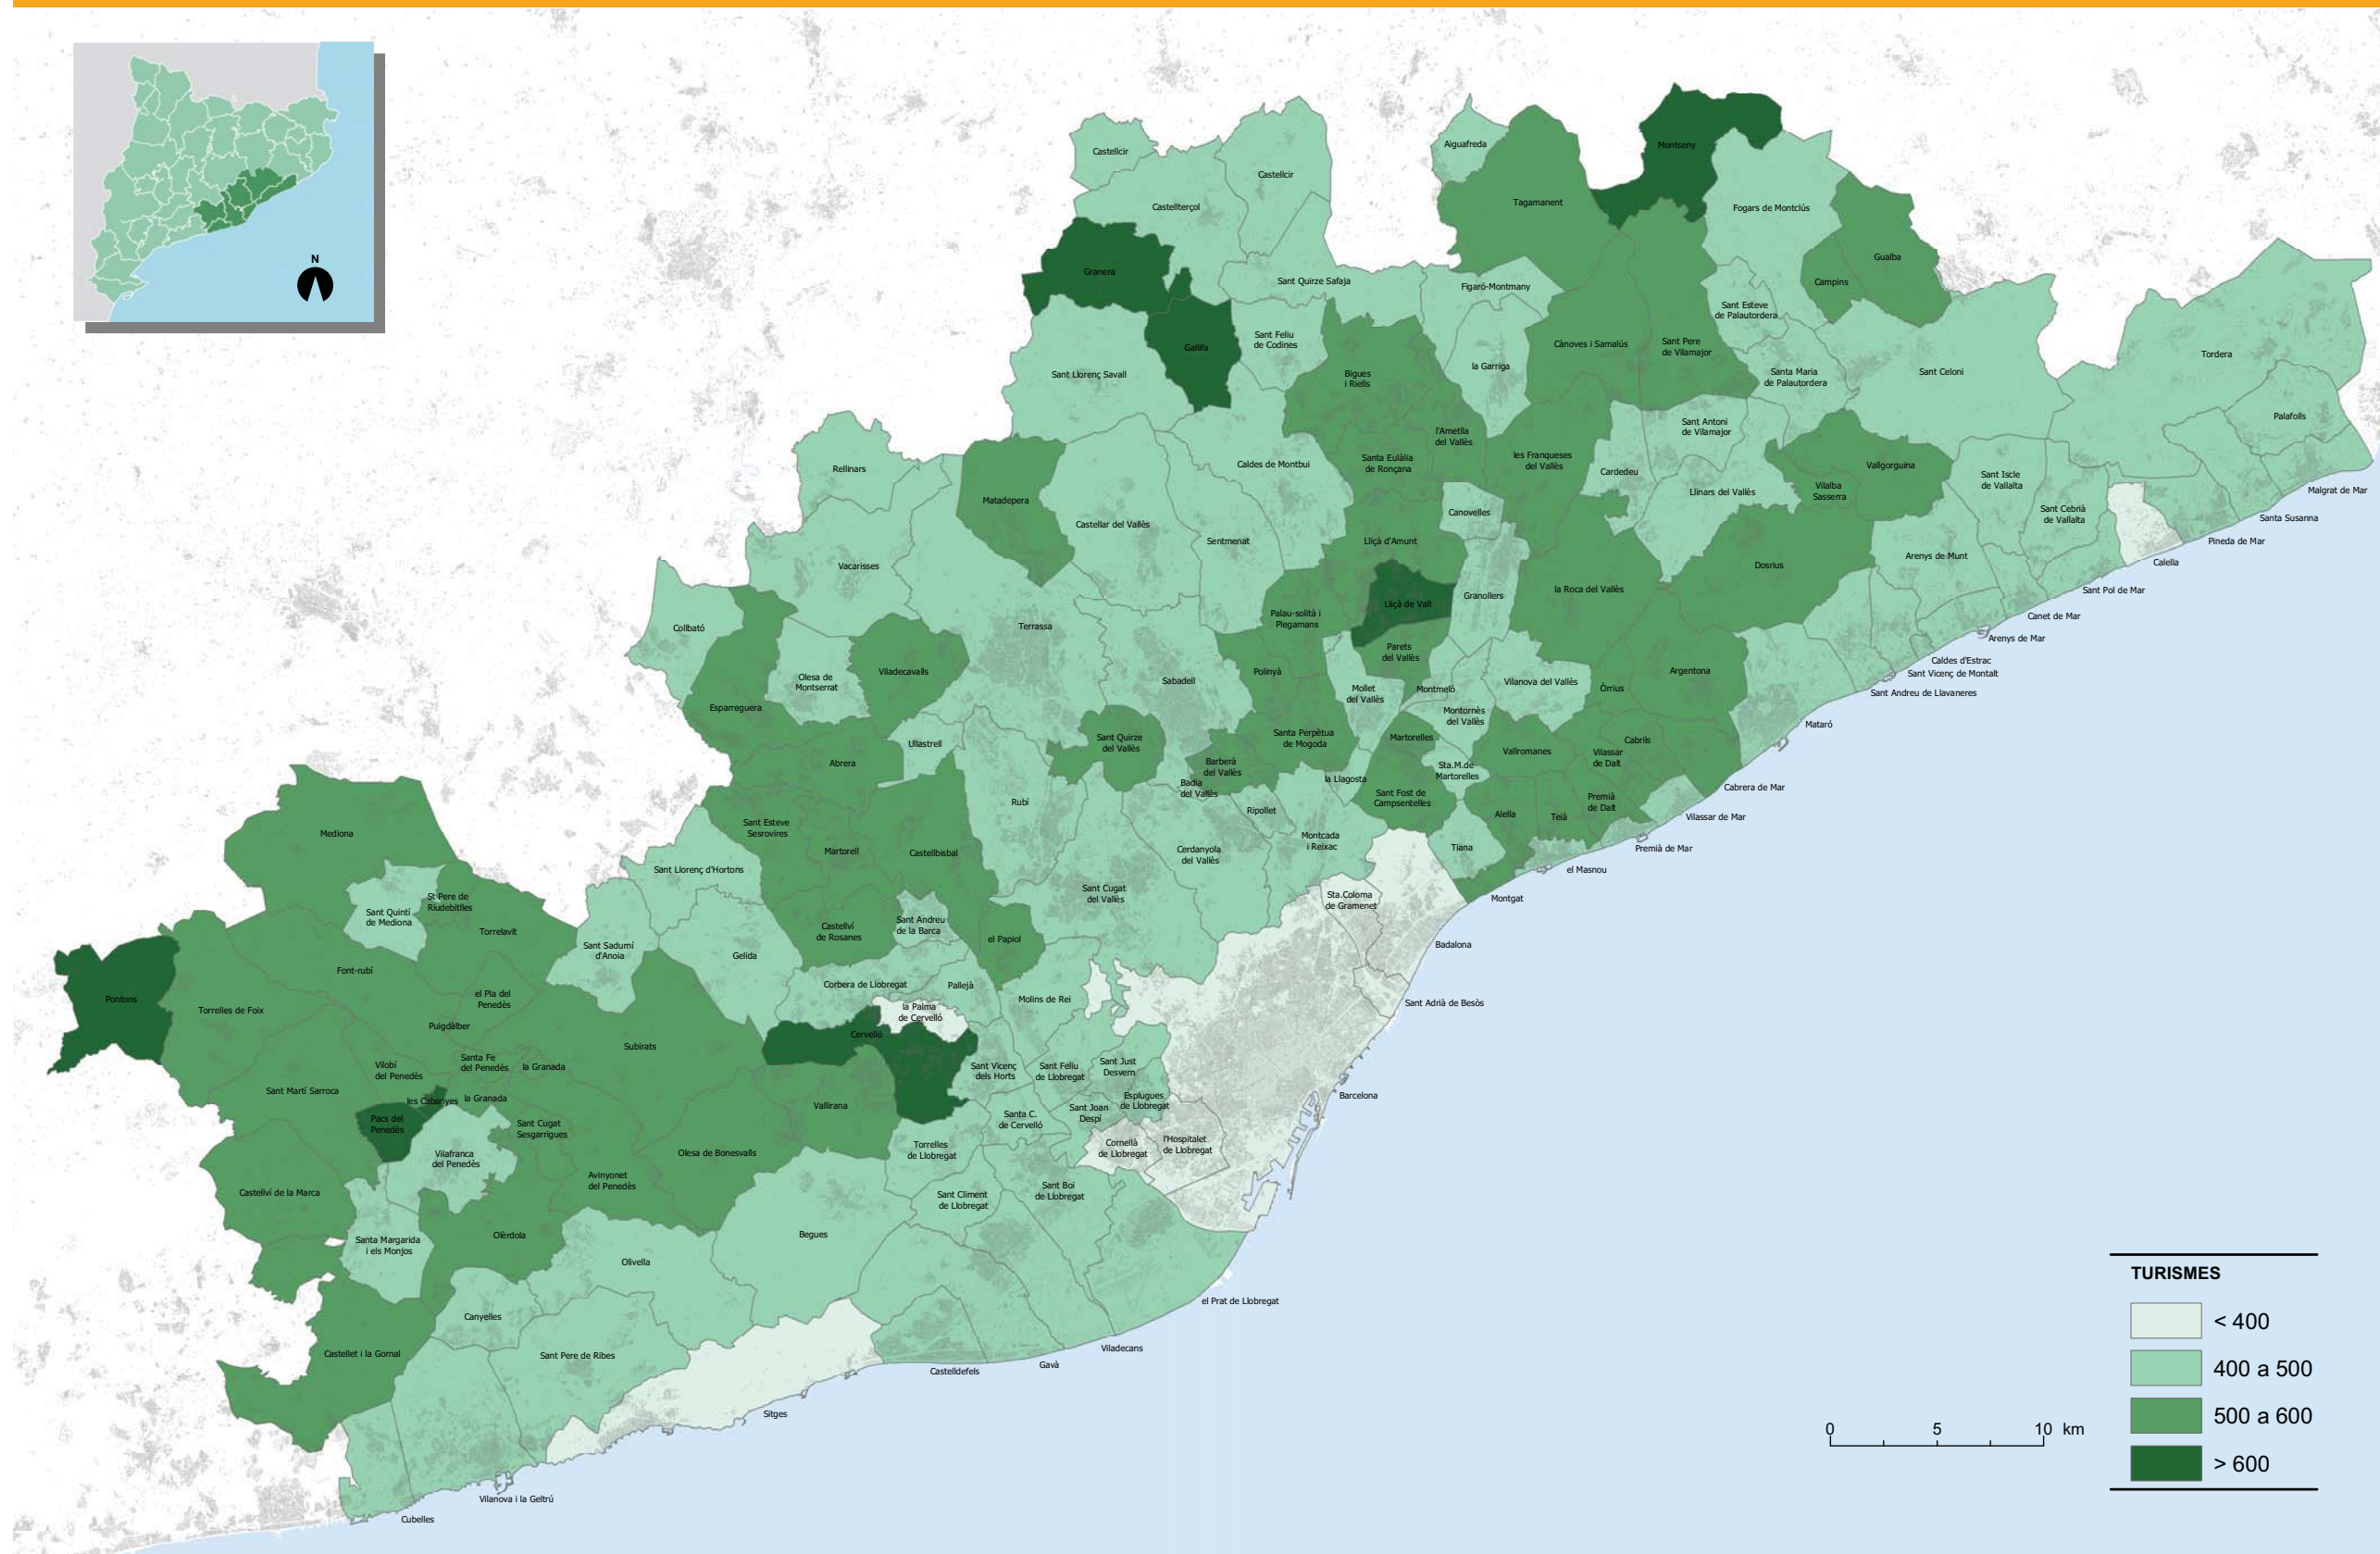 N
Castellcir
Castellcir
Castellterçol
Aiguafreda
Tagamanent
Montseny
Fogars de Montclús
Gualba
Campins
Granera
Gallifa
Sant Quirze Safaja
Figaró-Montmany
Sant Esteve
de Palautordera
Sant Feliu
de Codines
Sant Llorenç Savall
Bigues
i Riells
la Garriga
Cànoves i Samalús
Sant Pere
de Vilamajor
Santa Maria
de Palautordera
Sant Celoni
Tordera
Palafolls
Sant Antoni
de Vilamajor
l'Ametlla
del Vallès
Rellinars
Matadepera
Caldes de Montbui
Santa Eulàlia
de Ronçana
les Franqueses
del Vallès
Cardedeu
Llinars del Vallès
Vilalba
Sasserra
Vallgorguina
Sant Iscle
de Vallalta
Sant Cebrià
de Vallalta
Malgrat de Mar
Santa Susanna
Pineda de Mar
Calella
Sant Pol de Mar
Canet de Mar
Arenys de Mar
Caldes d'Estrac
Sant Vicenç de Montalt
Sant Andreu de Llavaneres
Mataró
Castellar del Vallès
Sentmenat
Canovelles
Lliçà d'Amunt
Arenys de Munt
Dosrius
Vacarisses
Collbató
Terrassa
Palau-solità i
Plegamans
Lliçà de Vall
Granollers
la Roca del Vallès
Parets
del Vallès
Olesa de
Montserrat
Viladecavalls
Sabadell
Polinyà
Mollet
del Vallès
Montmeló
Vilanova del Vallès
Òrrius
Argentona
Esparreguera
Montornès
del Vallès
Ullastrell
Abrera
Sant Quirze
del Vallès
Santa Perpètua
de Mogoda
Martorelles
Vallromanes
Vilassar
de Dalt
Cabrils
Barberà
del Vallès
Badia
del Vallès
la Llagosta
Sta.M.de
Martorelles
Cabrera de Mar
Sant Fost de
Campsentelles
Alella
Teià
Premià
de Dalt
Vilassar de Mar
Premià de Mar
el Masnou
Montgat
Rubí
Ripollet
Montcada
i Reixac
Tiana
Cerdanyola
del Vallès
Sant Esteve
Sesrovires
Martorell
Castellbisbal
Mediona
Sant Llorenç d'Hortons
Sant Cugat
del Vallès
Sta.Coloma
de Gramenet
Badalona
Sant Adrià de Besòs
Barcelona
St Pere de
Riudebitlles
Sant Quintí
de Mediona
Torrelavit
Sant Sadurní
d'Anoia
Gelida
Castellví
de Rosanes
Sant Andreu
de la Barca
el Papiol
Font-rubí
Pontons
Torrelles de Foix
el Pla del
Penedès
Puigdàlber
Corbera de Llobregat
Pallejà
la Palma
de Cervelló
Molins de Rei
Cervelló
Subirats
Vilobí
del Penedès
Santa Fe
del Penedès
la Granada
Sant Martí Sarroca
les Cabanyes
la Granada
Pacs del
Penedès
Sant Cugat
Sesgarrigues
Vallirana
Sant Vicenç
dels Horts
Sant Feliu
de Llobregat
Sant Just
Desvern
Esplugues
de Llobregat
Sant Joan
Despí
Santa C.
de Cervelló
Cornellà
de Llobregat
l'Hospitalet
de Llobregat
Torrelles
de Llobregat
Vilafranca
del Penedès
Olesa de Bonesvalls
Avinyonet
del Penedès
Castellví de la Marca
Sant Climent
de Llobregat
Sant Boi
de Llobregat
Santa Margarida
i els Monjos
Olèrdola
Begues
Olivella
el Prat de Llobregat
Viladecans
Gavà
Castelldefels
Canyelles
Castellet i la Gornal
Sant Pere de Ribes
Sitges
Vilanova i la Geltrú
Cubelles
0 5 10 km
TURISMES
< 400
400 a 500
500 a 600
> 600